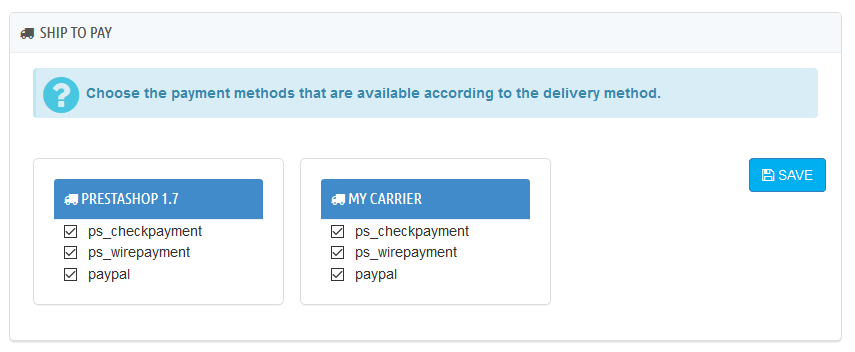 SHIP TO PAY
? Choose the payment methods that are available according to the delivery method.
PRESTASHOP 1.7
ps_checkpayment
ps_wirepayment
paypal
MY CARRIER
ps_checkpayment
ps_wirepayment
paypal
SAVE